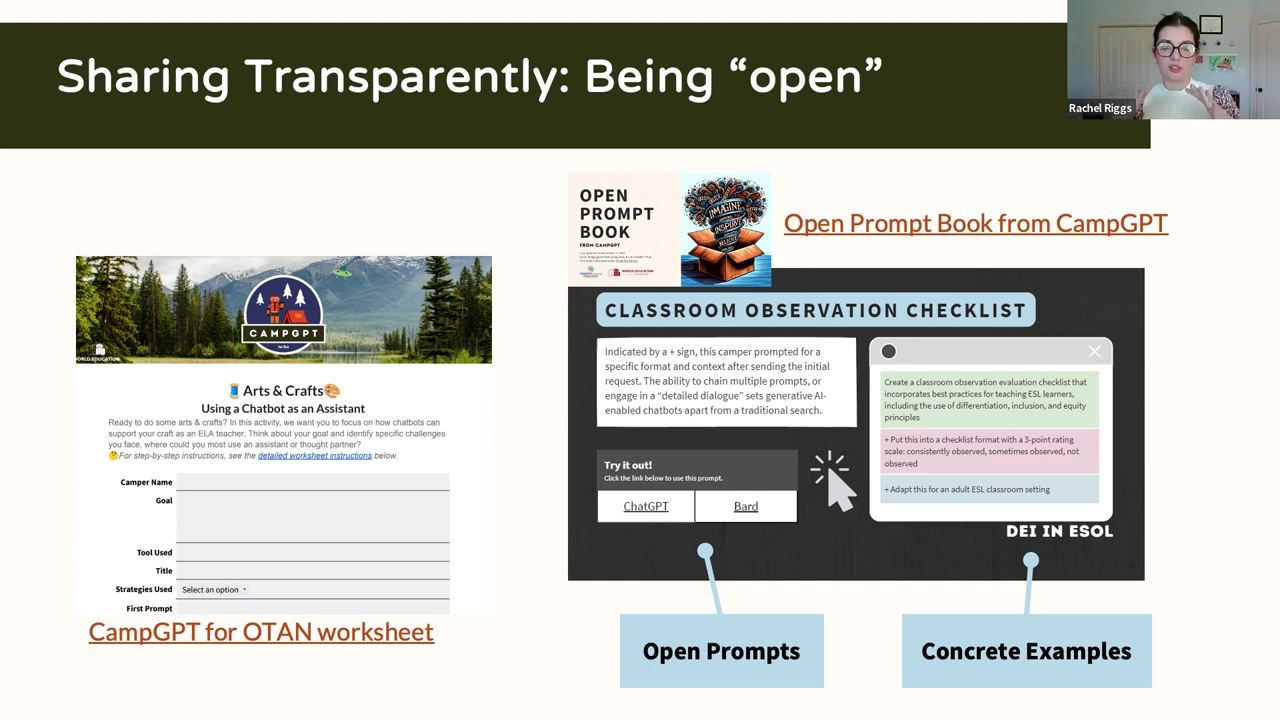 Sharing Transparently: Being “open”
Rachel Riggs
OPEN
PROMPT
BOOK
FROM CAMPGPT
WORLD EDUCATION
IMAGINE
INSPIRE
Open Prompt Book from CampGPT
CAMPGPT
for ELA
WORLD EDUCATION
🧵Arts & Crafts🎨
Using a Chatbot as an Assistant
Ready to do some arts & crafts? In this activity, we want you to focus on how chatbots can
support your craft as an ELA teacher. Think about your goal and identify specific challenges
you face, where could you most use an assistant or thought partner?
🤔For step-by-step instructions, see the detailed worksheet instructions below.
Camper Name
Goal
Tool Used
Title
Strategies Used Select an option
First Prompt
CampGPT for OTAN worksheet
CLASSROOM OBSERVATION CHECKLIST
Indicated by a + sign, this camper prompted for a
specific format and context after sending the initial
request. The ability to chain multiple prompts, or
engage in a “detailed dialogue” sets generative AI-
enabled chatbots apart from a traditional search.
Try it out!
Click the link below to use this prompt.
ChatGPT Bard
Create a classroom observation evaluation checklist that
incorporates best practices for teaching ESL learners,
including the use of differentiation, inclusion, and equity
principles
+ Put this into a checklist format with a 3-point rating
scale: consistently observed, sometimes observed, not
observed
+ Adapt this for an adult ESL classroom setting
DEI IN ESOL
Open Prompts
Concrete Examples